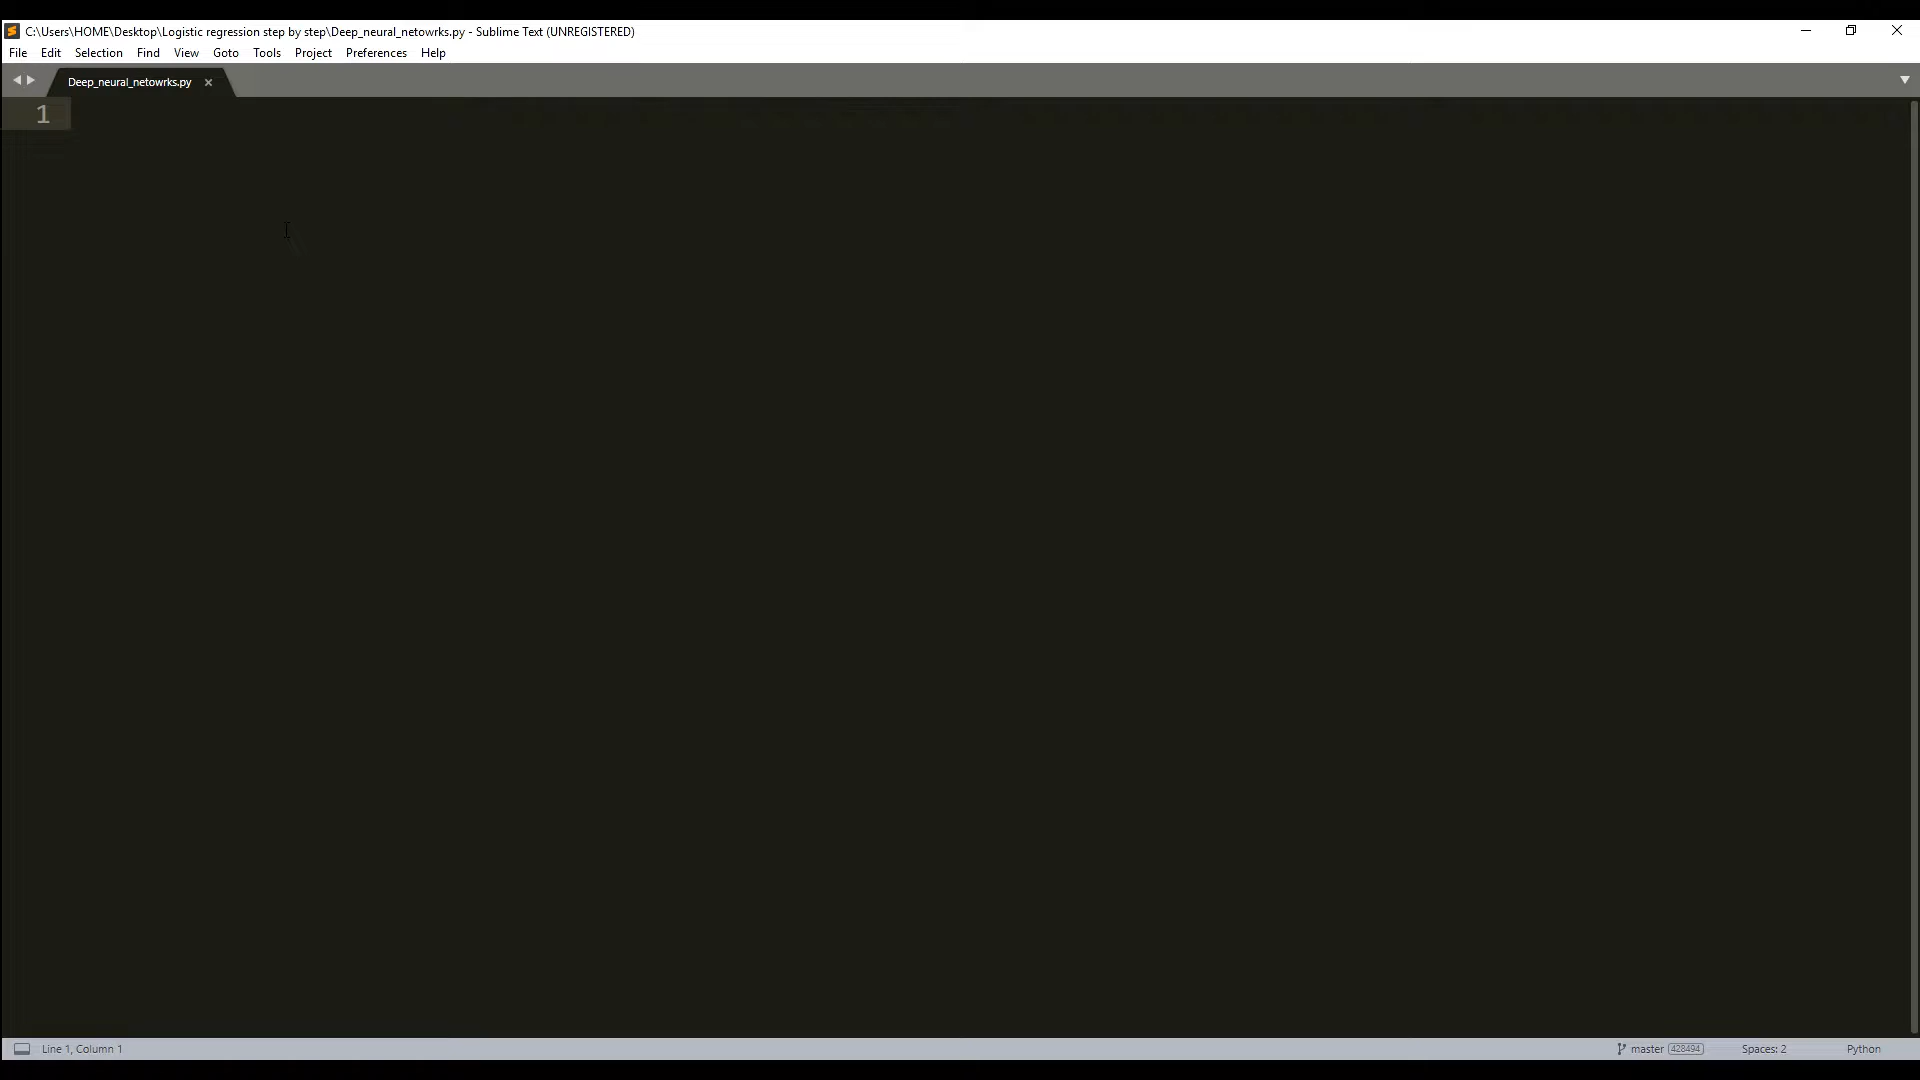 C:\Users\HOME\Desktop\Logistic regression step by step\Deep_neural_netowrks.py - Sublime Text (UNREGISTERED)
File Edit Selection Find View Goto Tools Project Preferences Help
Deep_neural_netowrks.py
1
Line 1, Column 1 master 428494 Spaces: 2 Python